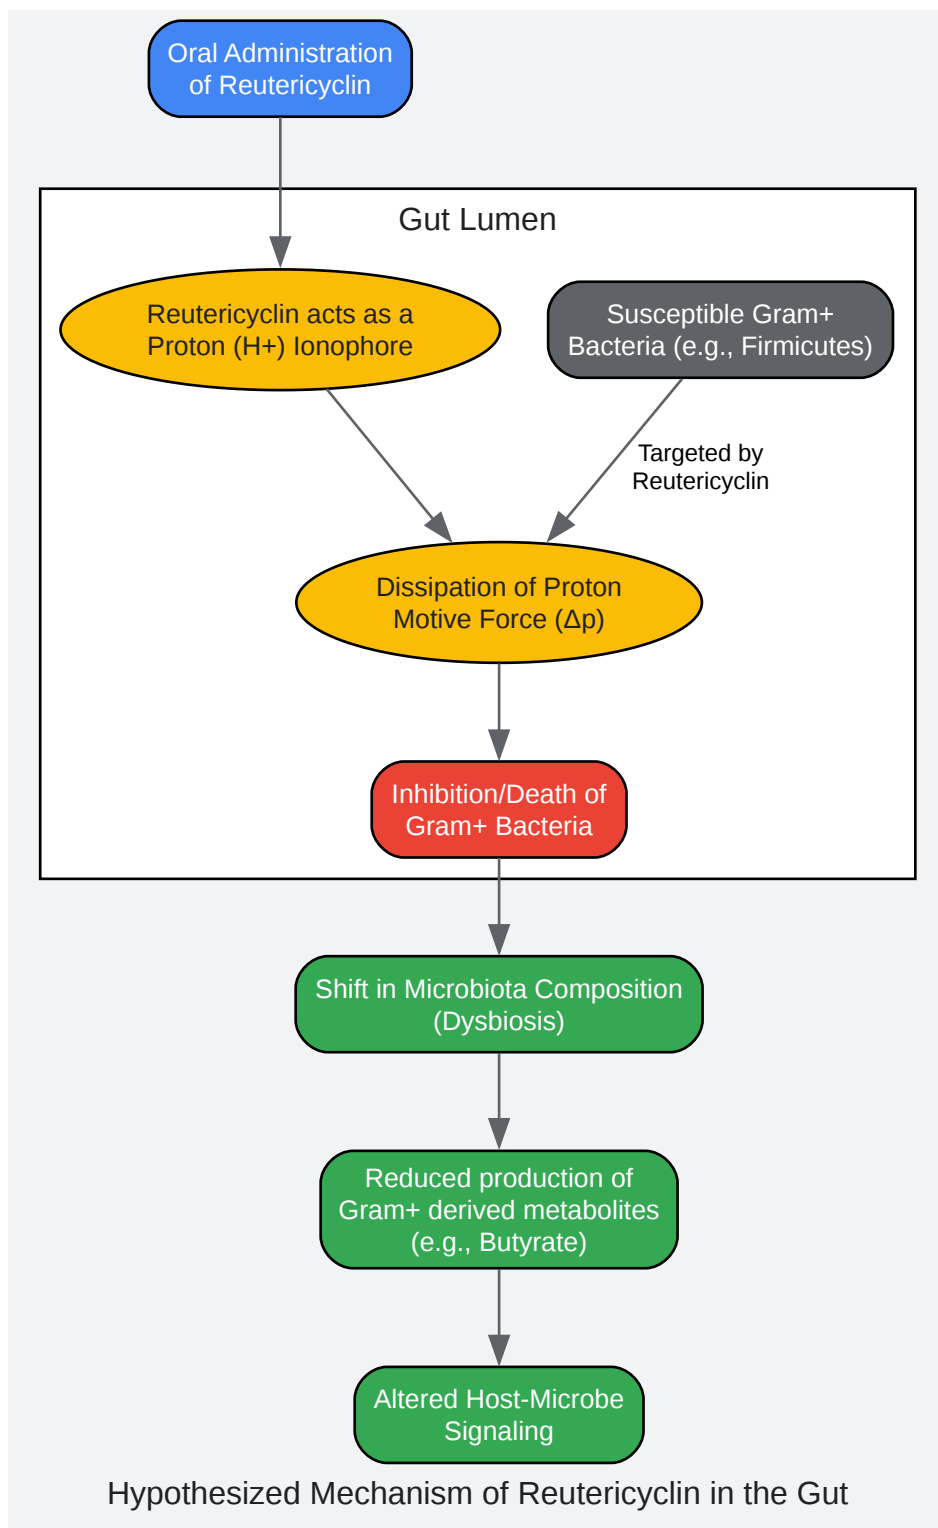 Oral Administration
of Reutericyclin
Gut Lumen
Reutericyclin acts as a
Proton (H+) Ionophore
Susceptible Gram+
Bacteria (e.g., Firmicutes)
Targeted by
Reutericyclin
Dissipation of Proton
Motive Force (Δp)
Inhibition/Death of
Gram+ Bacteria
Shift in Microbiota Composition
(Dysbiosis)
Reduced production of
Gram+ derived metabolites
(e.g., Butyrate)
Altered Host-Microbe
Signaling
Hypothesized Mechanism of Reutericyclin in the Gut